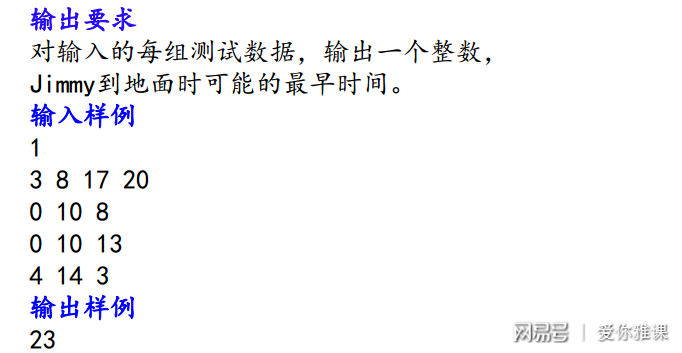 输出要求
对输入的每组测试数据，输出一个整数，
Jimmy到地面时可能的最早时间。
输入样例
1
3 8 17 20
0 10 8
0 10 13
4 14 3
输出样例
23
网易号 | 爱你雅课